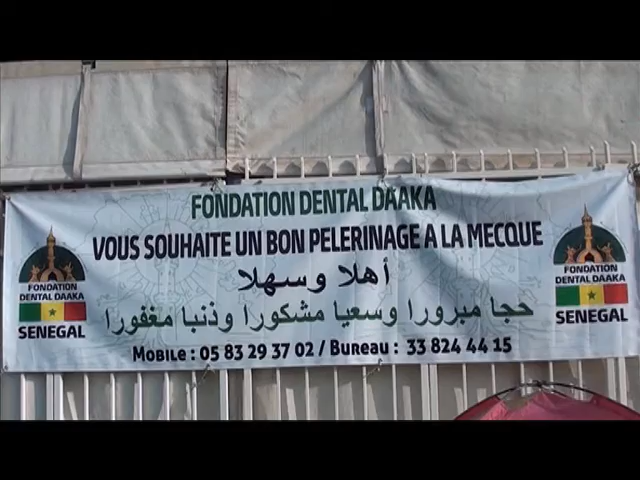 FONDATION DENTAL DAAKA
VOUS SOUHAITE UN BON PELERINAGE A LA MECQUE
أهلا وسهلا
حجا مبرورا وسعيا مشكورا وذنبا مغفورا
MOBILE : 05 83 29 37 02 / BUREAU : 33 824 44 15
FONDATION
DENTAL DAAKA
SENEGAL
FONDATION
DENTAL DAAKA
SENEGAL